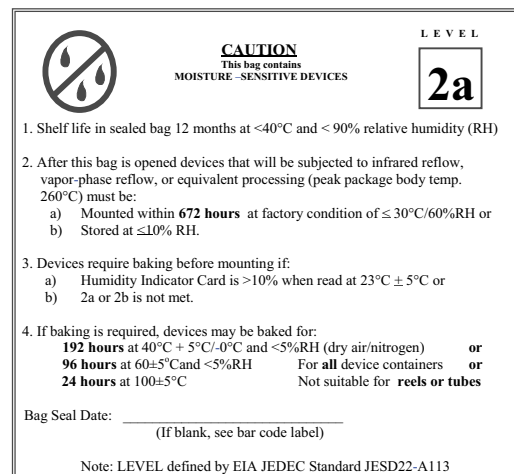 LEVEL
CAUTION
This bag contains
MOISTURE –SENSITIVE DEVICES
2a
1. Shelf life in sealed bag 12 months at <40°C and < 90% relative humidity (RH)
2. After this bag is opened devices that will be subjected to infrared reflow,
vapor-phase reflow, or equivalent processing (peak package body temp.
260°C) must be:
a) Mounted within 672 hours at factory condition of ≤ 30°C/60%RH or
b) Stored at ≤10% RH.
3. Devices require baking before mounting if:
a) Humidity Indicator Card is >10% when read at 23°C ± 5°C or
b) 2a or 2b is not met.
4. If baking is required, devices may be baked for:
192 hours at 40°C + 5°C/-0°C and <5%RH (dry air/nitrogen) or
96 hours at 60±5°Cand <5%RH For all device containers or
24 hours at 100±5°C Not suitable for reels or tubes
Bag Seal Date: ______________________________
(If blank, see bar code label)
Note: LEVEL defined by EIA JEDEC Standard JESD22-A113